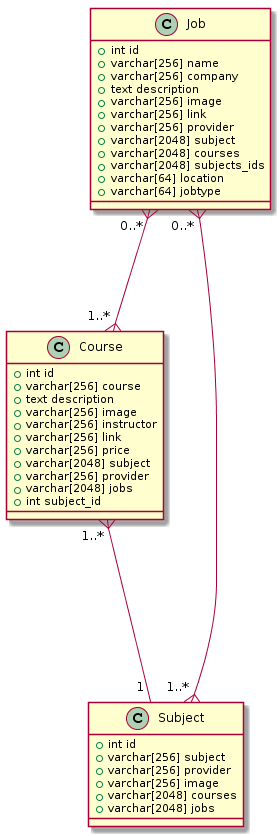 C Job
int id
varchar[256] name
varchar[256] company
text description
varchar[256] image
varchar[256] link
varchar[256] provider
varchar[2048] subject
varchar[2048] courses
varchar[2048] subjects_ids
varchar[64] location
varchar[64] jobtype
0..* 0..*
1..*
C Course
int id
varchar[256] course
text description
varchar[256] image
varchar[256] instructor
varchar[256] link
varchar[256] price
varchar[2048] subject
varchar[256] provider
varchar[2048] jobs
int subject_id
1..*
1 1..*
C Subject
int id
varchar[256] subject
varchar[256] provider
varchar[256] image
varchar[2048] courses
varchar[2048] jobs